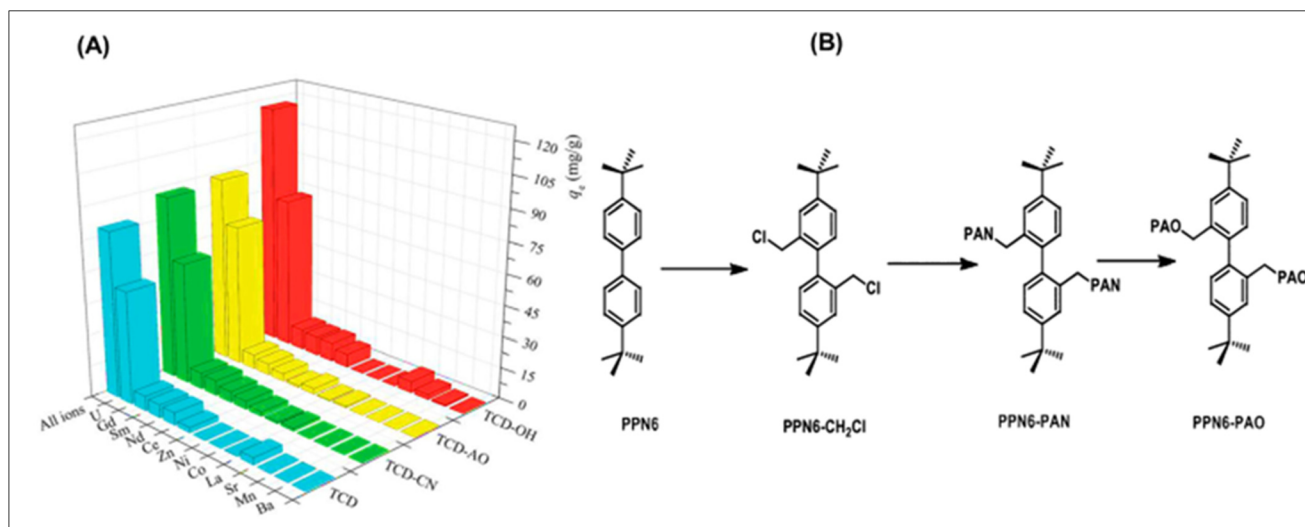 (A)
(B)
120
105
90
75
60
45
30
15
0
qe (mg/g)
All ions
U
Gd
Sm
Nd
Ce
Zn
Ni
Co
La
Sr
Mn
Ba
TCD
TCD-CN
TCD-AO
TCD-OH
Cl
Cl
PAN
PAN
PAO
PAO
PPN6
PPN6-CH₂Cl
PPN6-PAN
PPN6-PAO